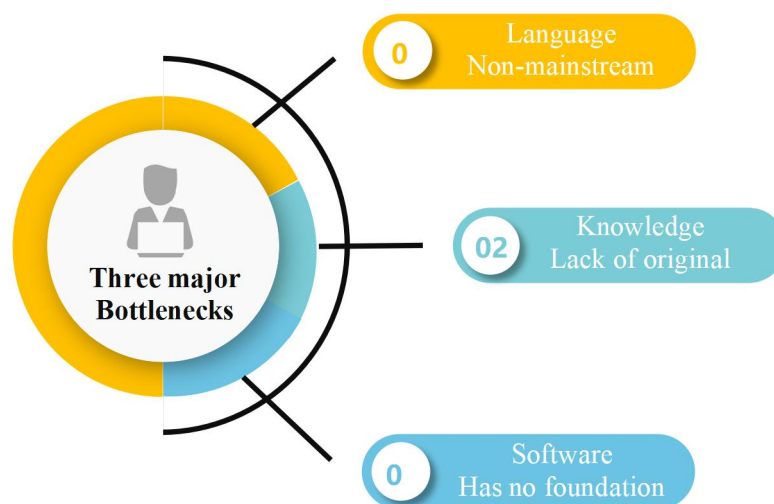 0
Language
Non-mainstream
02
Knowledge
Lack of original
Three major
Bottlenecks
0
Software
Has no foundation